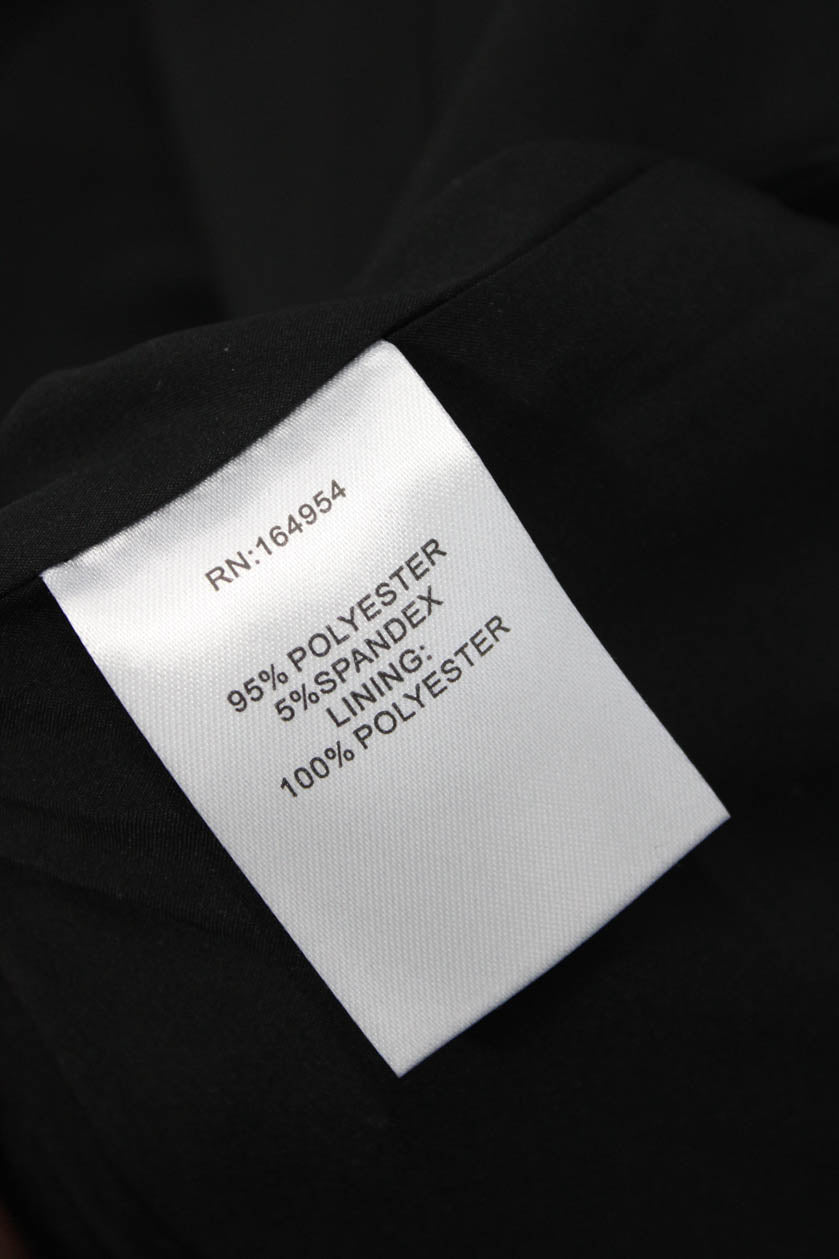 RN:164954
95% POLYESTER
5%SPANDEX
LINING:
100% POLYESTER